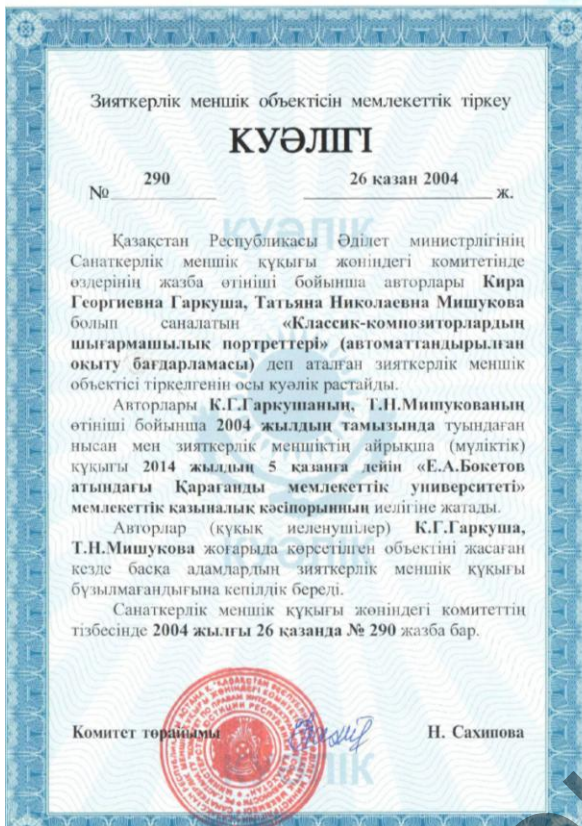 Зияткерлік меншік объектісін мемлекеттік тіркеу
КУӘЛІГІ
№ 290 26 қазан 2004 ж.
Қазақстан Республикасы Әділет министрлігінің
Санаткерлік меншік құқығы жөніндегі комитетінде
өздерінің жазба өтініші бойынша авторлары Кира
Георгиевна Гаркуша, Татьяна Николаевна Мишукова
болып саналатын «Классик-композиторлардың
шығармашылық портреттері» (автоматтандырылған
оқыту бағдарламасы) деп аталған зияткерлік меншік
объектісі тіркелгенін осы куәлік растайды.
Авторлары К.Г.Гаркушаның, Т.Н.Мишукованың
өтініші бойынша 2004 жылдың тамызында туындаған
нысан мен зияткерлік меншіктің айрықша (мүліктік)
құқығы 2014 жылдың 5 қазанға дейін «Е.А.Бөкетов
атындағы Қарағанды мемлекеттік университеті»
мемлекеттік қазыналық кәсіпорынның иелігіне жатады.
Авторлар (құқық иеленушілер) К.Г.Гаркуша,
Т.Н.Мишукова жоғарыда көрсетілген объектіні жасаған
кезде басқа адамдардың зияткерлік меншік құқығы
бұзылмағандығына кепілдік береді.
Санаткерлік меншік құқығы жөніндегі комитеттің
тізбесінде 2004 жылғы 26 қазанда № 290 жазба бар.
Комитет төрайымы Н. Сахипова
КУӘЛІК